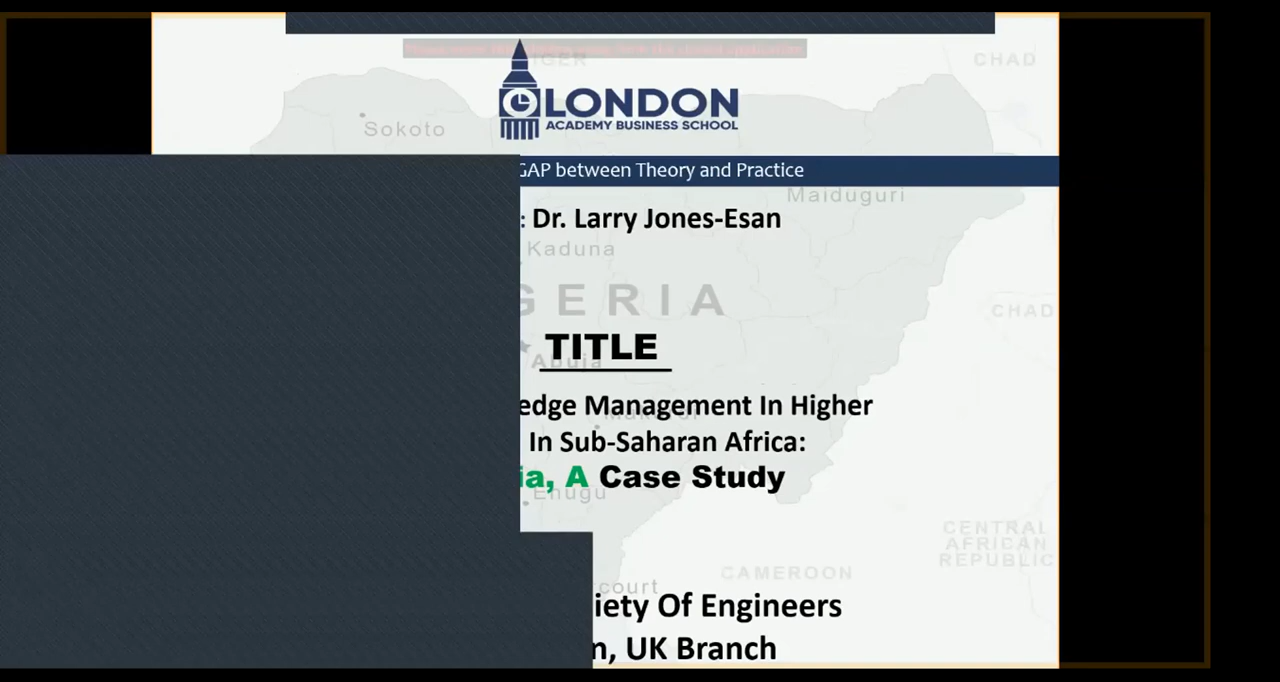 NIGER
CHAD
LONDON
ACADEMY BUSINESS SCHOOL
Sokoto
GAP between Theory and Practice
Maiduguri
: Dr. Larry Jones-Esan
Kaduna
GERIA
CHAD
TITLE
Abuja
edge Management In Higher
In Sub-Saharan Africa:
ia, A Case Study
Enugu
CENTRAL
AFRICAN
REPUBLIC
CAMEROON
court
iety Of Engineers
n, UK Branch